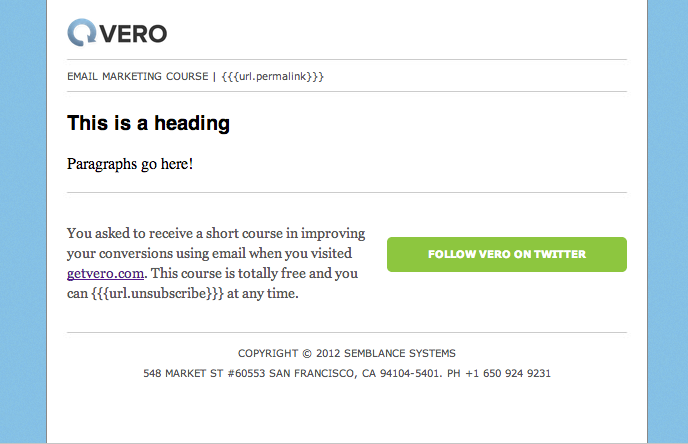 VERO
EMAIL MARKETING COURSE | {{{url.permalink}}}
This is a heading
Paragraphs go here!
You asked to receive a short course in improving
your conversions using email when you visited
getvero.com. This course is totally free and you
can {{{url.unsubscribe}}} at any time.
FOLLOW VERO ON TWITTER
COPYRIGHT © 2012 SEMBLANCE SYSTEMS
548 MARKET ST #60553 SAN FRANCISCO, CA 94104-5401. PH +1 650 924 9231